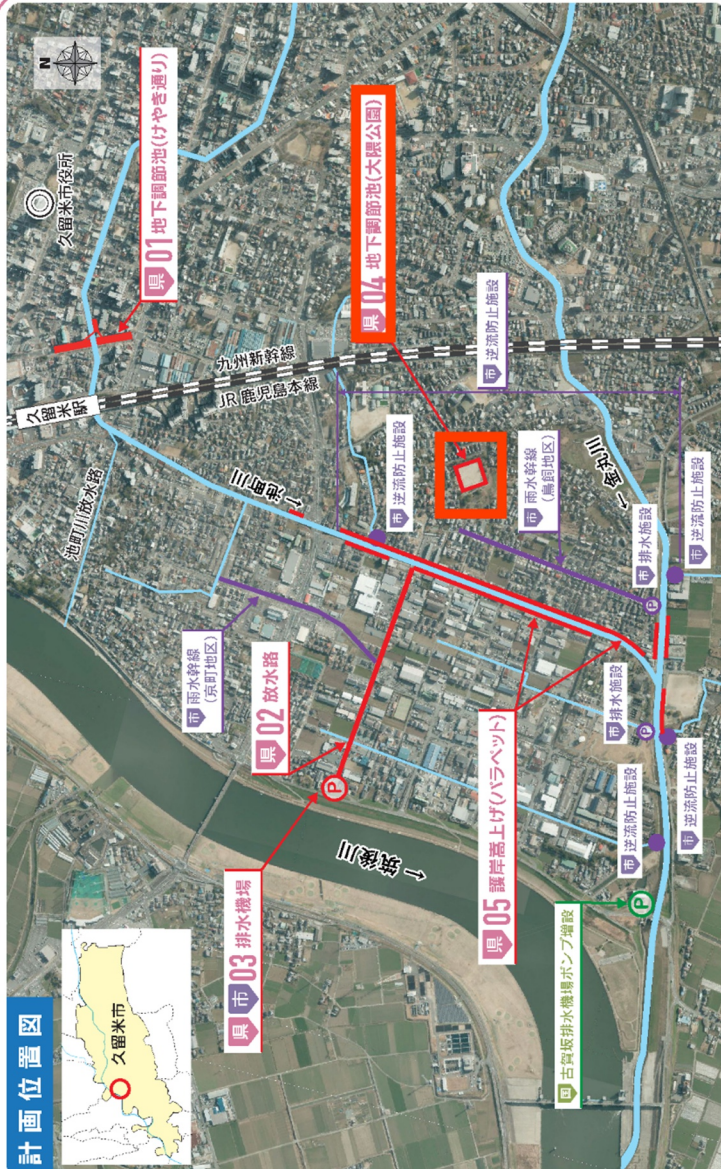 計画位置図
久留米市
N
久留米市役所
県 01 地下調節池(けやき通り)
久留米駅
九州新幹線
JR鹿児島本線
池町川放水路
←池町川
県 04 地下調節池(大隈公園)
市 逆流防止施設
市 逆流防止施設
市 雨水幹線
(京町地区)
県 02 放水路
県 市 03 排水機場
P
←筑後川
市 雨水幹線
(鳥飼地区)
←金丸川
市 排水施設
P
市 逆流防止施設
県 05 護岸嵩上げ(パラペット)
市 排水施設
P
市 逆流防止施設
市 逆流防止施設
国 古賀坂排水機場ポンプ増設
P